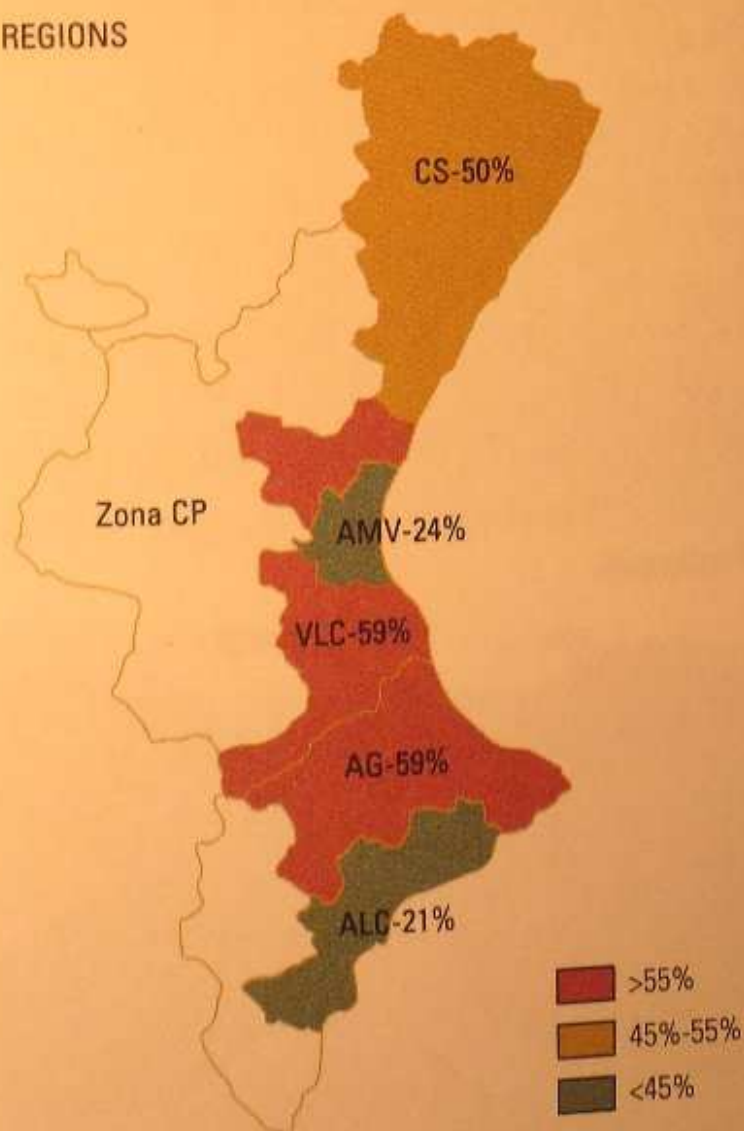 REGIONS
CS-50%
Zona CP
AMV-24%
VLC-59%
AG-59%
ALC-21%
>55%
45%-55%
<45%